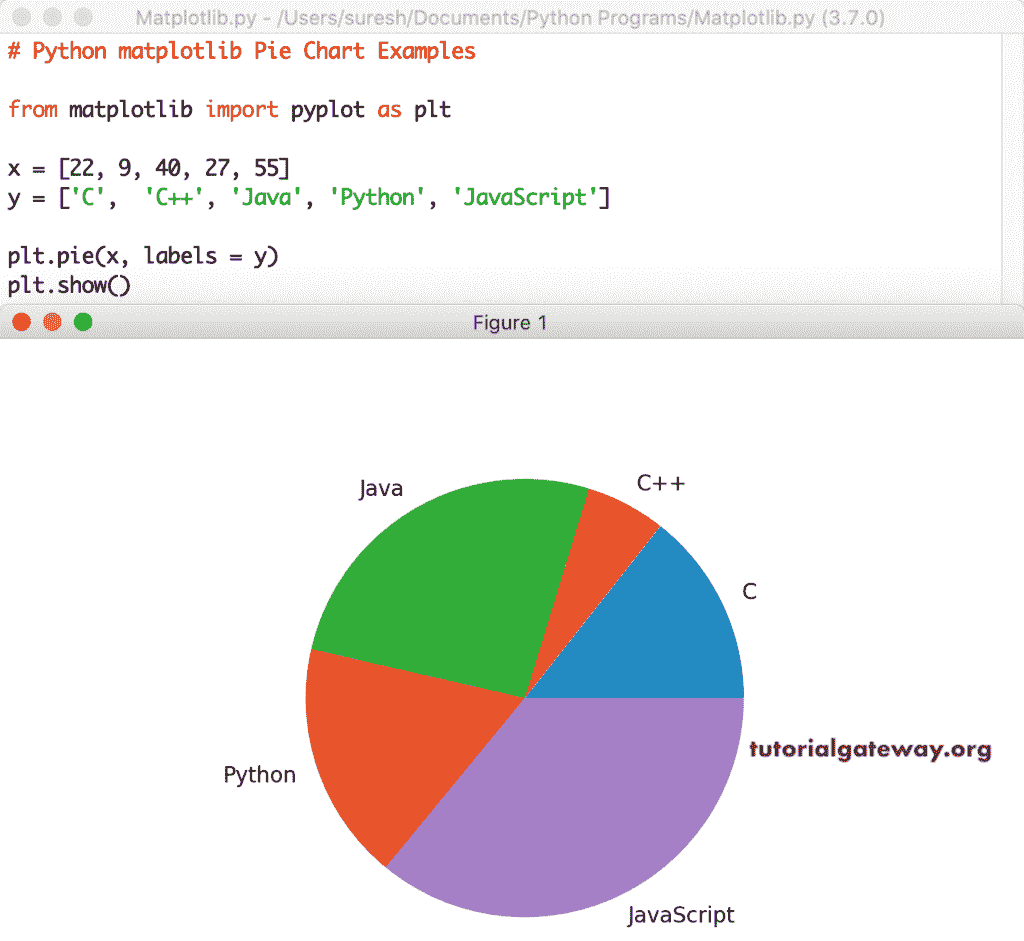 Matplotlib.py - /Users/suresh/Documents/Python Programs/Matplotlib.py (3.7.0)
# Python matplotlib Pie Chart Examples
from matplotlib import pyplot as plt
x = [22, 9, 40, 27, 55]
y = ['C',  'C++', 'Java', 'Python', 'JavaScript']
plt.pie(x, labels = y)
plt.show()
Figure 1
Java
C++
C
tutorialgateway.org
Python
JavaScript